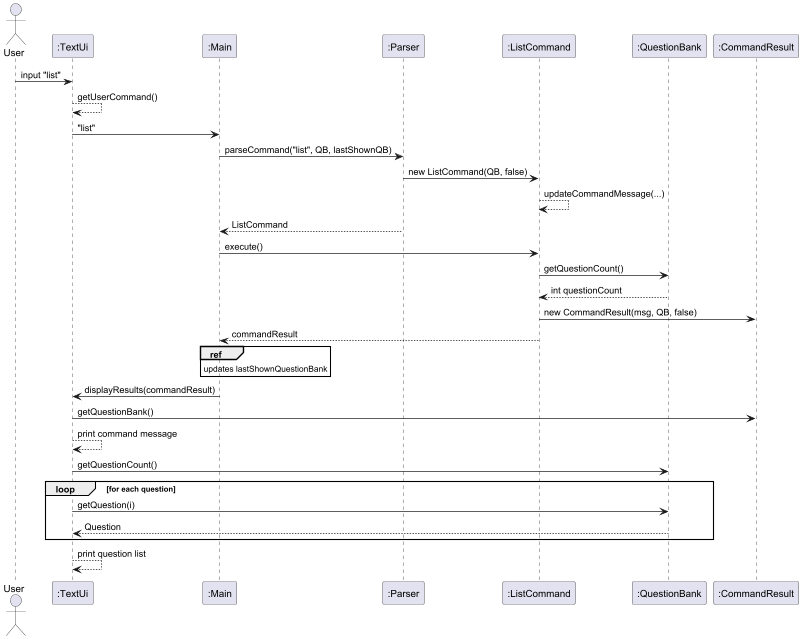 User
:TextUi
:Main
:Parser
:ListCommand
:QuestionBank
:CommandResult
input "list"
getUserCommand()
"list"
parseCommand("list", QB, lastShownQB)
new ListCommand(QB, false)
updateCommandMessage(...)
ListCommand
execute()
getQuestionCount()
int questionCount
new CommandResult(msg, QB, false)
commandResult
ref
updates lastShownQuestionBank
displayResults(commandResult)
getQuestionBank()
print command message
getQuestionCount()
loop
[for each question]
getQuestion(i)
Question
print question list
User
:TextUi
:Main
:Parser
:ListCommand
:QuestionBank
:CommandResult